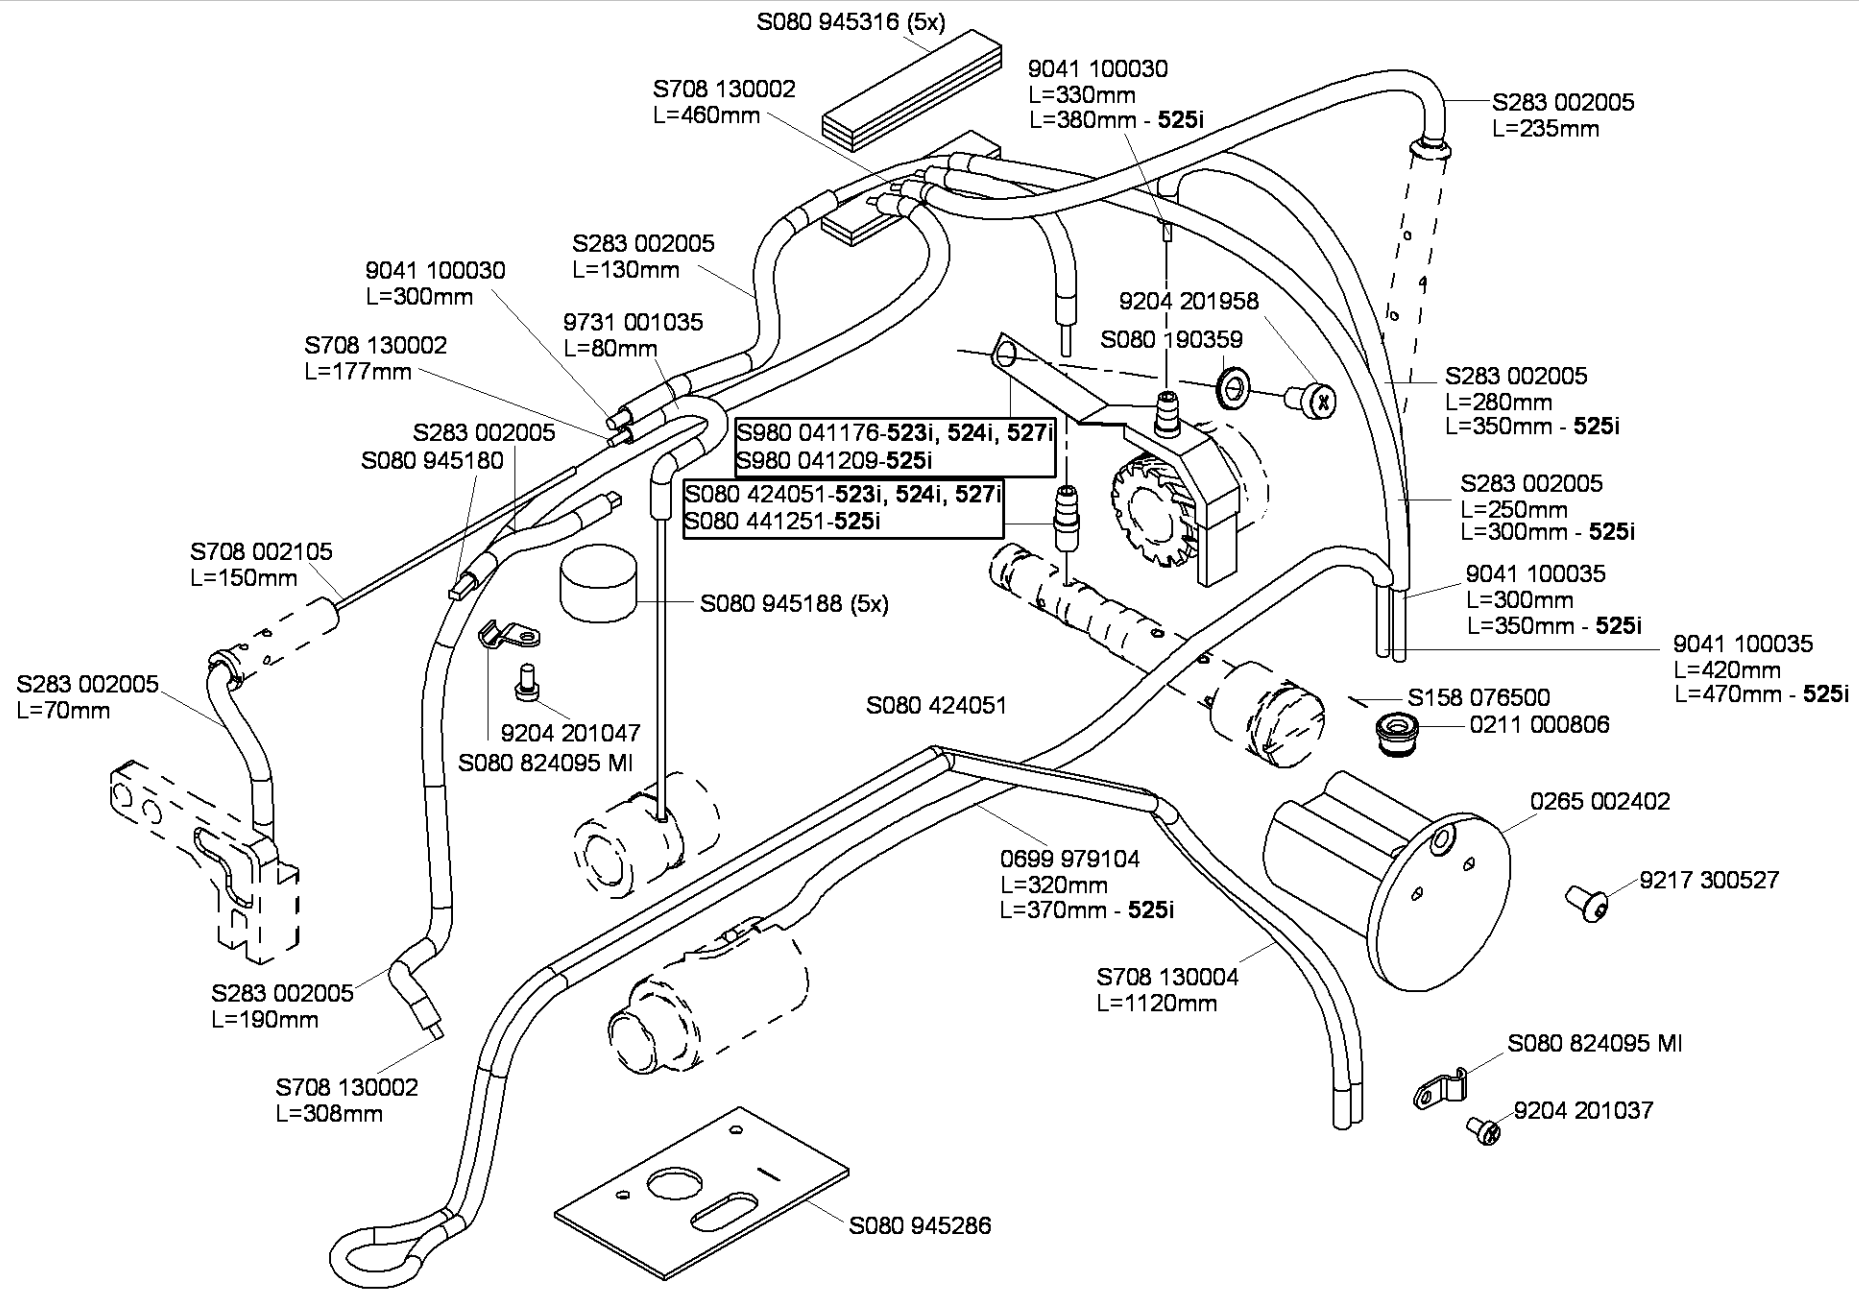 S080 945316 (5x)
S708 130002
L=460mm
9041 100030
L=330mm
L=380mm - 525i
S283 002005
L=235mm
S283 002005
L=130mm
9041 100030
L=300mm
9731 001035
L=80mm
S708 130002
L=177mm
9204 201958
S080 190359
S283 002005
L=280mm
L=350mm - 525i
S283 002005
S080 945180
S980 041176-523i, 524i, 527i
S980 041209-525i
S080 424051-523i, 524i, 527i
S080 441251-525i
S283 002005
L=250mm
L=300mm - 525i
S708 002105
L=150mm
S080 945188 (5x)
9041 100035
L=300mm
L=350mm - 525i
9041 100035
L=420mm
L=470mm - 525i
S283 002005
L=70mm
S080 424051
S158 076500
0211 000806
9204 201047
S080 824095 MI
0265 002402
0699 979104
L=320mm
L=370mm - 525i
9217 300527
S283 002005
L=190mm
S708 130004
L=1120mm
S080 824095 MI
S708 130002
L=308mm
9204 201037
S080 945286